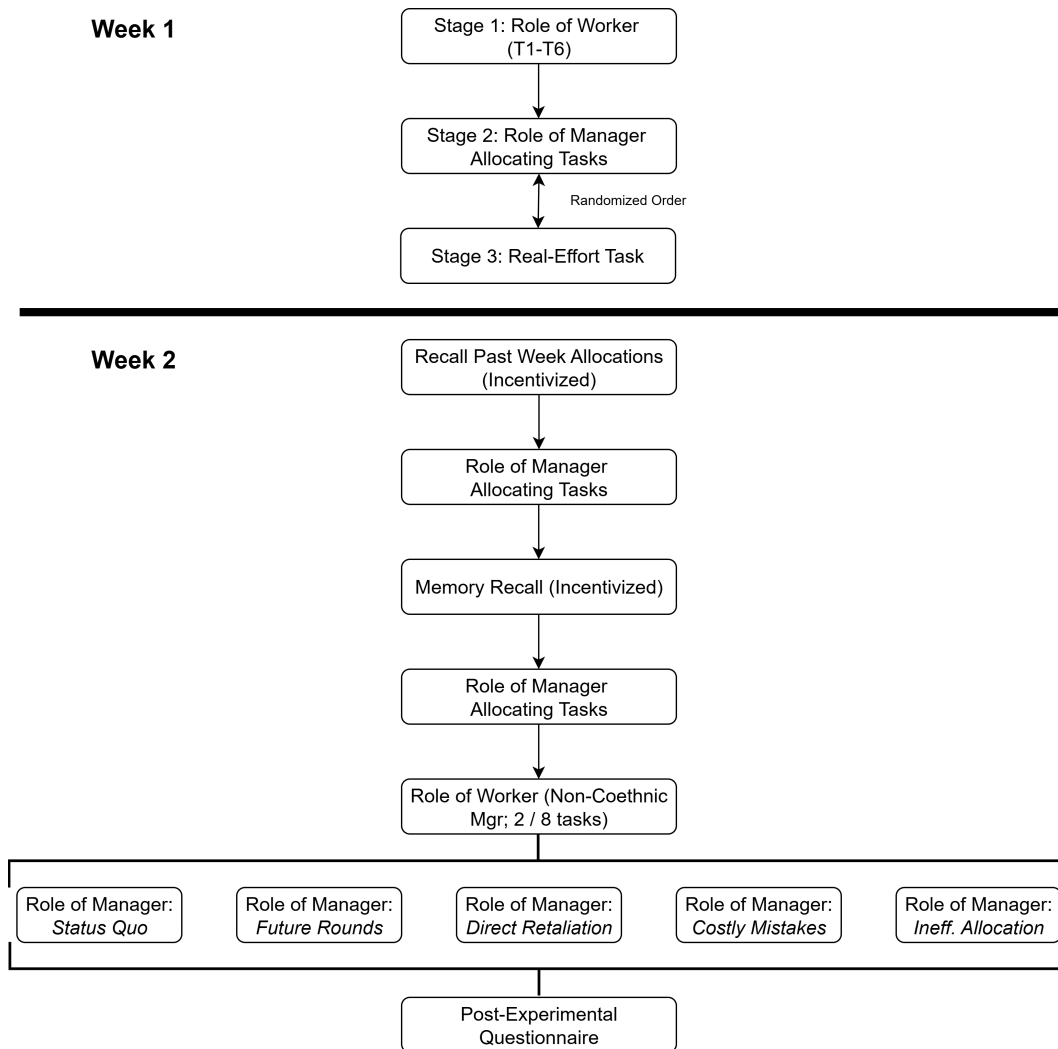 Week 1
Stage 1: Role of Worker
(T1-T6)
Stage 2: Role of Manager
Allocating Tasks
Randomized Order
Stage 3: Real-Effort Task
Week 2
Recall Past Week Allocations
(Incentivized)
Role of Manager
Allocating Tasks
Memory Recall (Incentivized)
Role of Manager
Allocating Tasks
Role of Worker (Non-Coethnic
Mgr; 2 / 8 tasks)
Role of Manager:
Status Quo
Role of Manager:
Future Rounds
Role of Manager:
Direct Retaliation
Role of Manager:
Costly Mistakes
Role of Manager:
Ineff. Allocation
Post-Experimental
Questionnaire